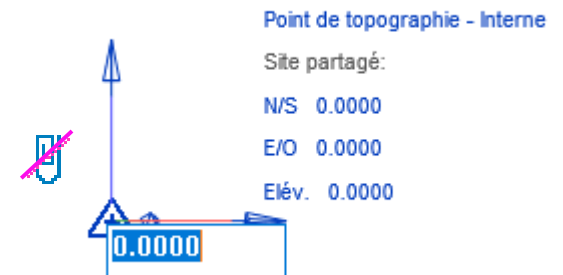 Point de topographie - Interne
Site partagé:
N/S 0.0000
E/O 0.0000
Elév. 0.0000
0.0000